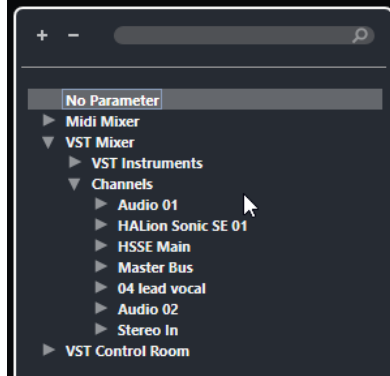 No Parameter
Midi Mixer
VST Mixer
VST Instruments
Channels
Audio 01
HALion Sonic SE 01
HSSE Main
Master Bus
04 lead vocal
Audio 02
Stereo In
VST Control Room